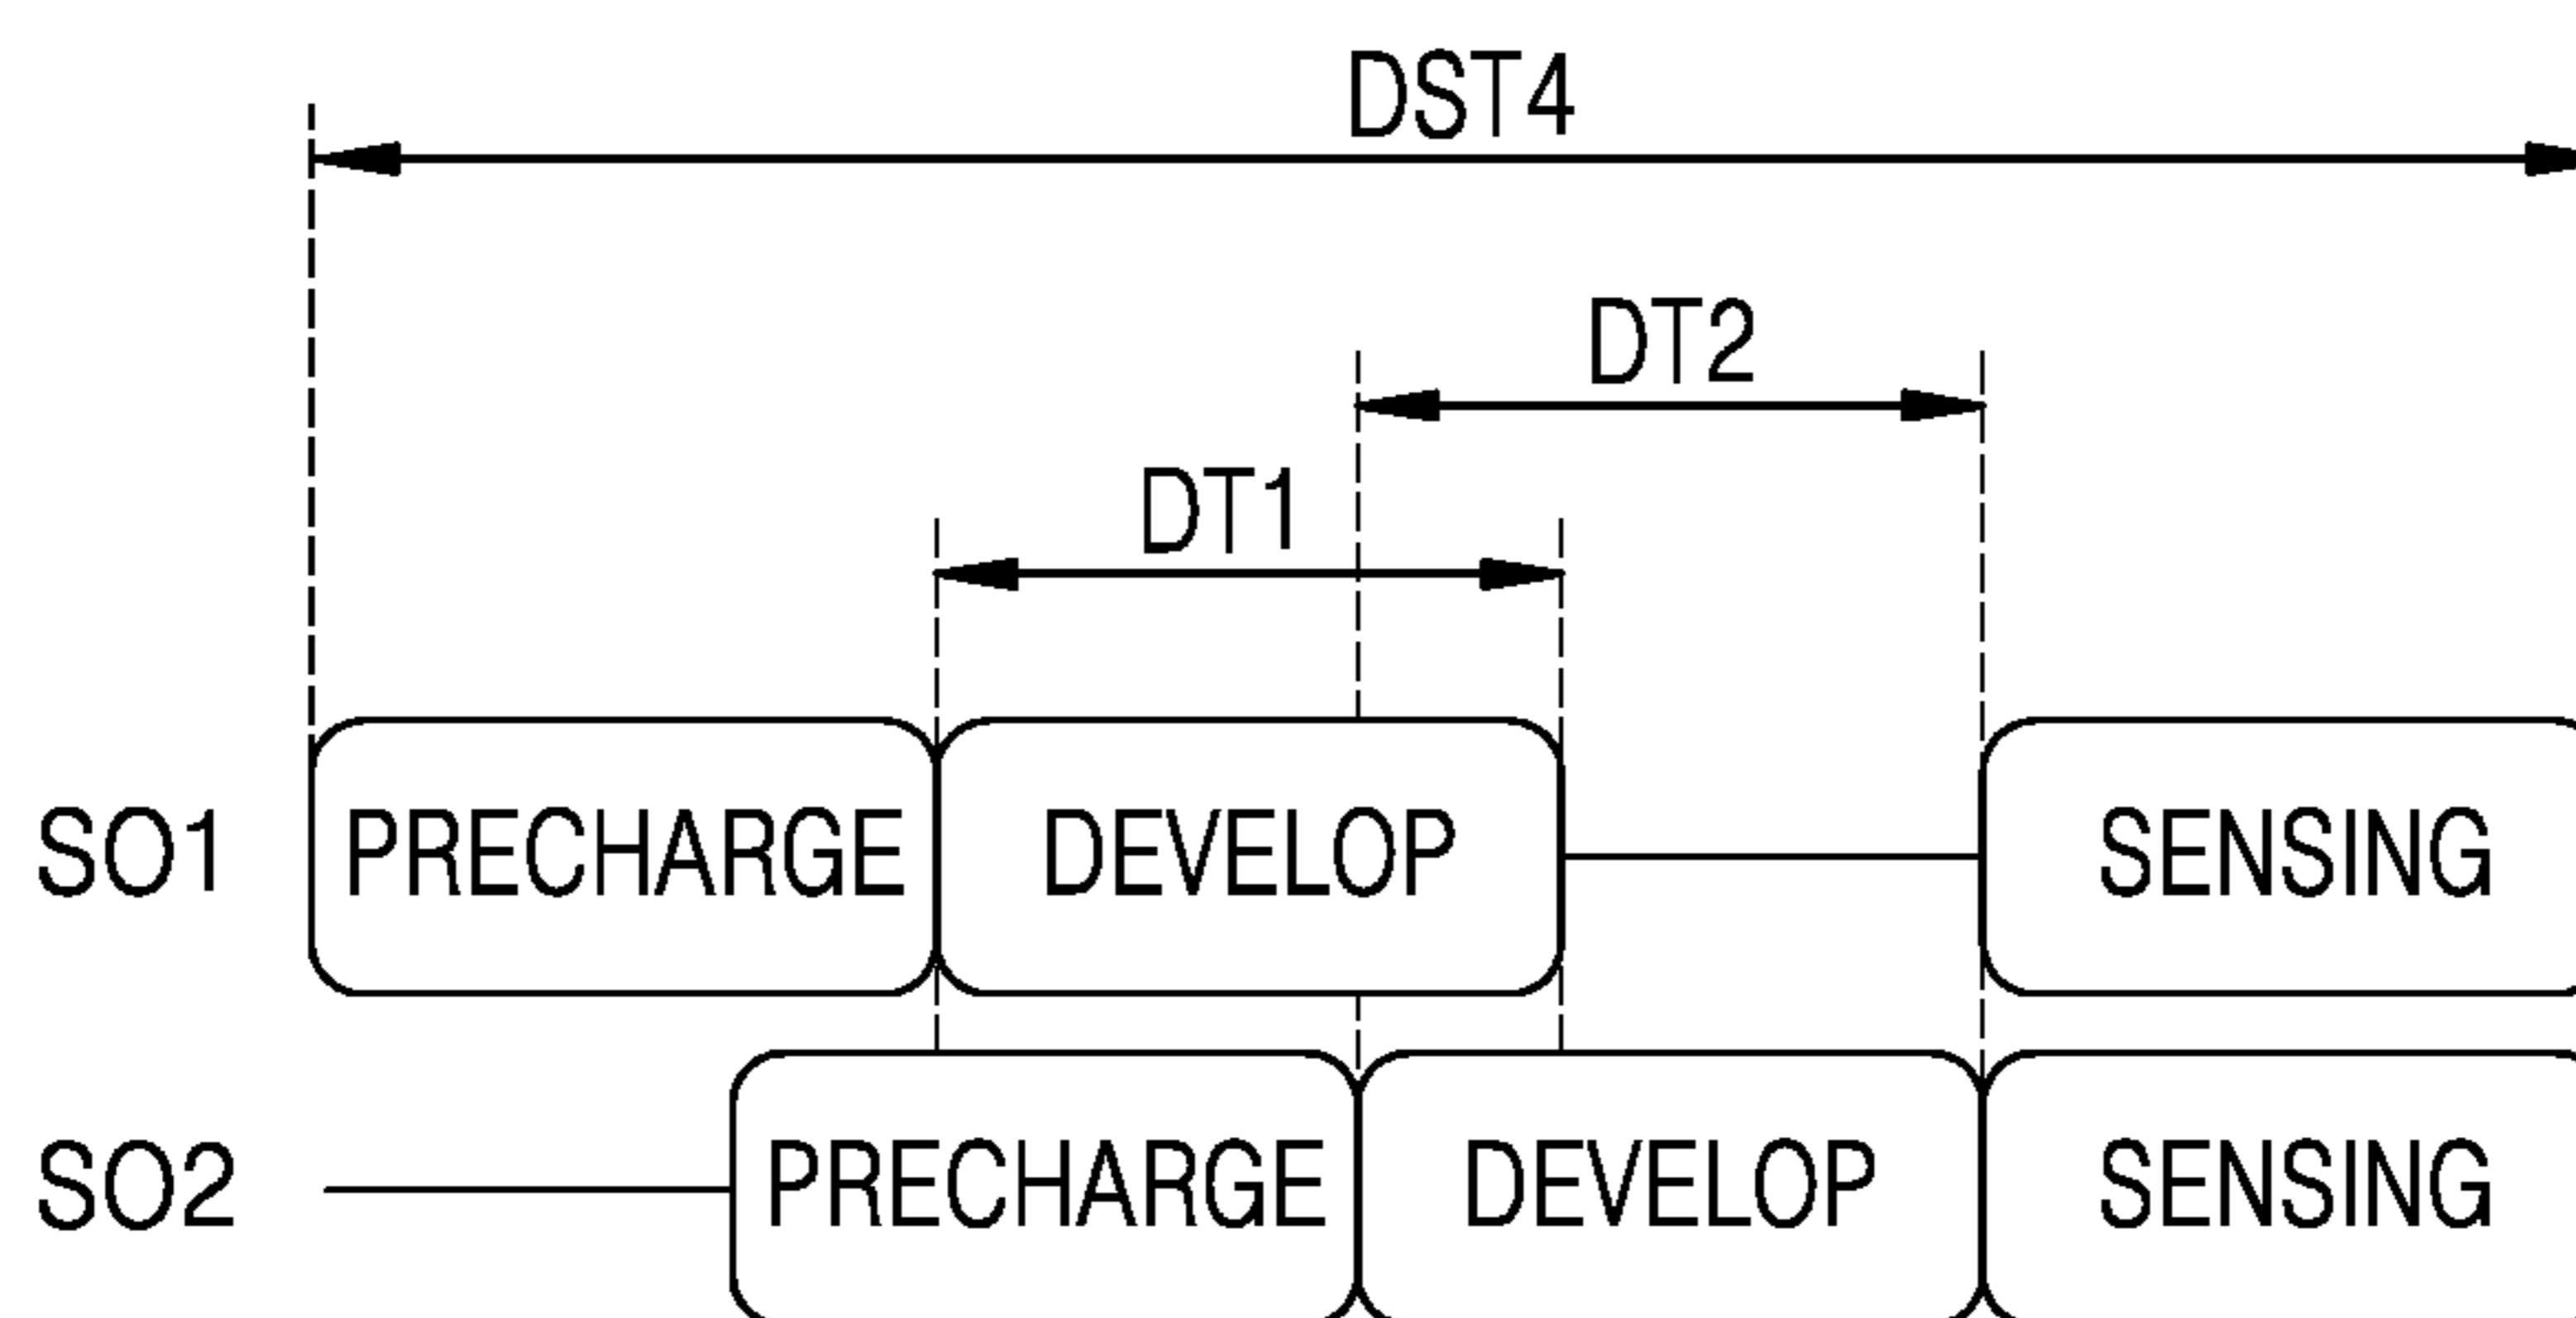 DST4
DT2
DT1
SO1 PRECHARGE DEVELOP SENSING
SO2 PRECHARGE DEVELOP SENSING